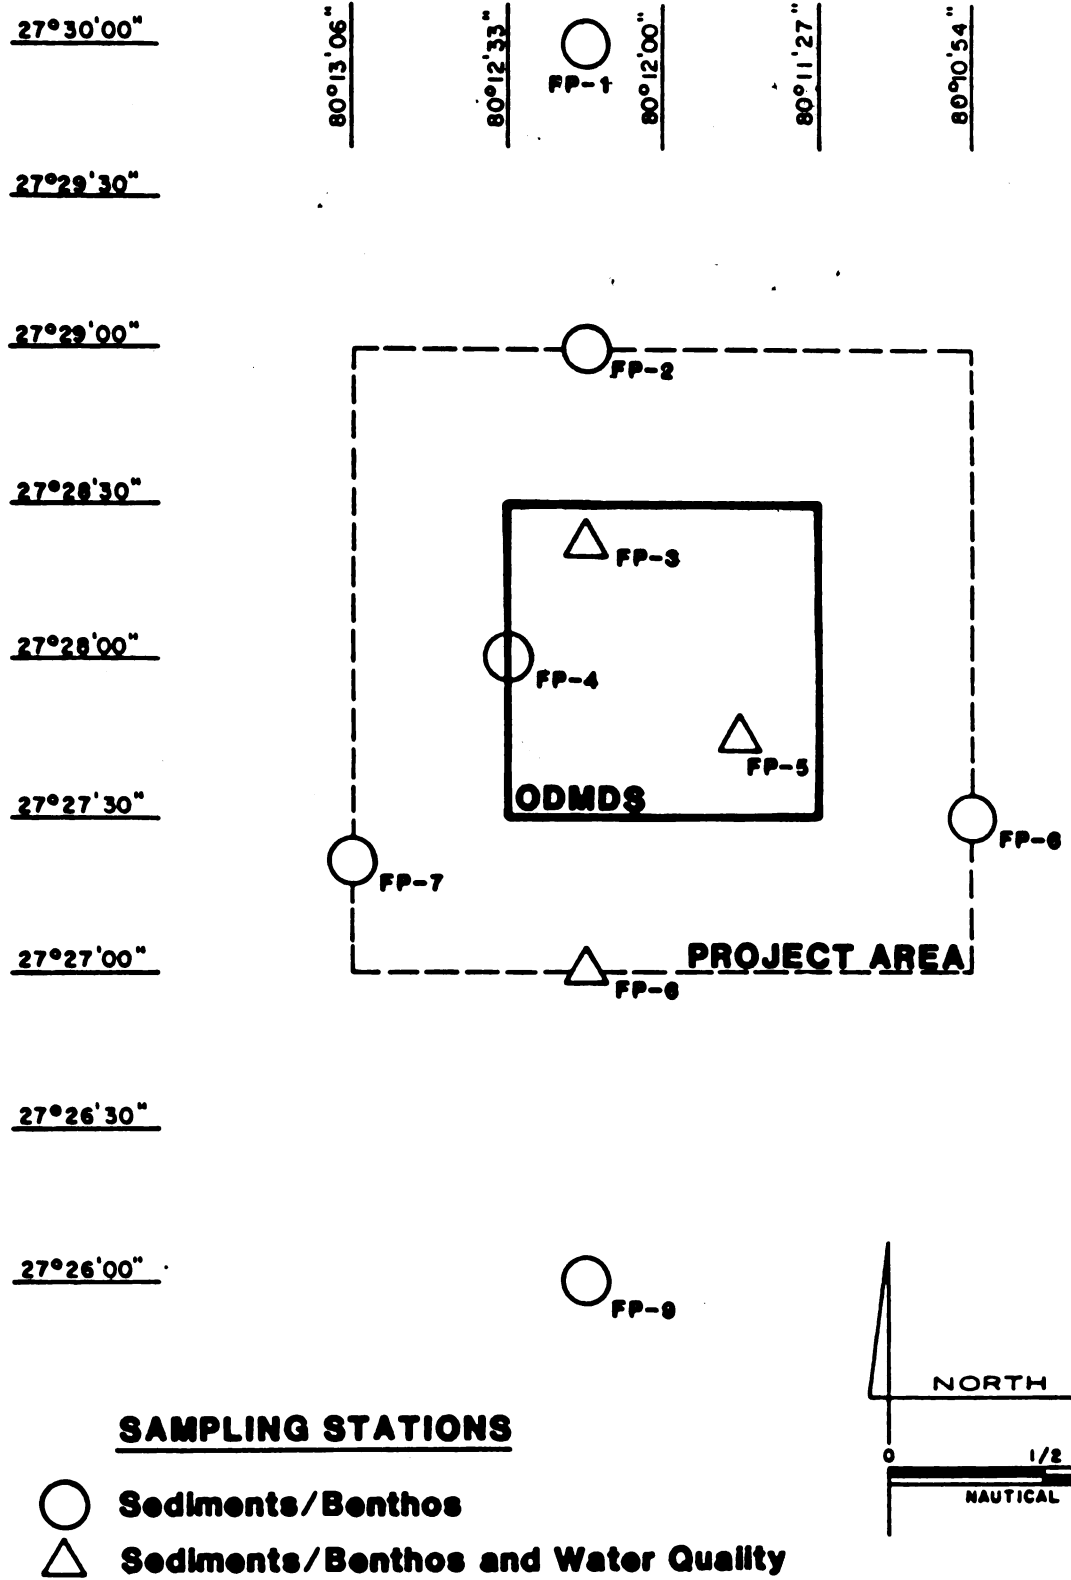 27°30'00"
80°13'06"
80°12'33"
FP-1
80°12'00"
80°11'27"
80°10'54"
27°29'30"
27°29'00"
FP-2
27°28'30"
FP-3
27°28'00"
FP-4
FP-5
ODMDS
27°27'30"
FP-6
FP-7
27°27'00"
PROJECT AREA
FP-6
27°26'30"
27°26'00"
FP-9
NORTH
0 1/2
NAUTICAL
SAMPLING STATIONS
Sediments/Benthos
Sediments/Benthos and Water Quality